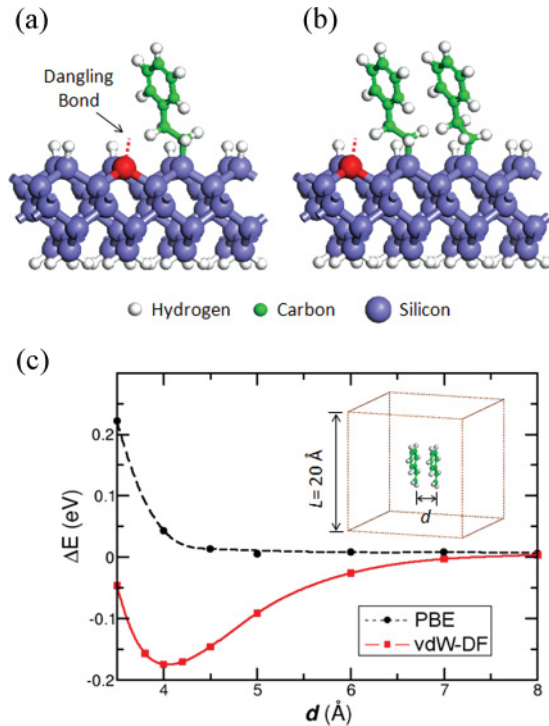 (a)
(b)
Dangling
Bond
Hydrogen
Carbon
Silicon
(c)
0.2
0.1
0
-0.1
-0.2
ΔE (eV)
L = 20 Å
d
PBE
vdW-DF
4
5
6
7
8
d (Å)